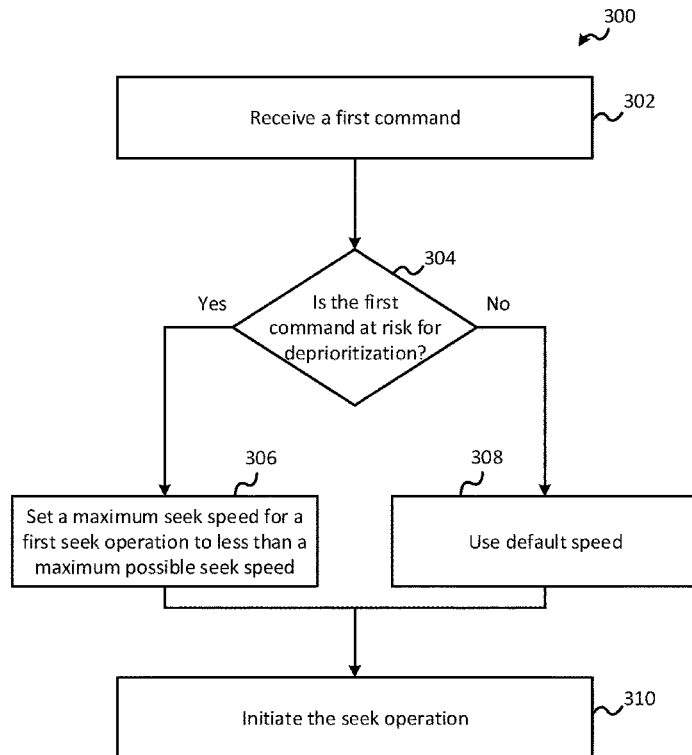 300
Receive a first command
302
304
Yes
Is the first
command at risk for
deprioritization?
No
306
308
Set a maximum seek speed for a
first seek operation to less than a
maximum possible seek speed
Use default speed
Initiate the seek operation
310